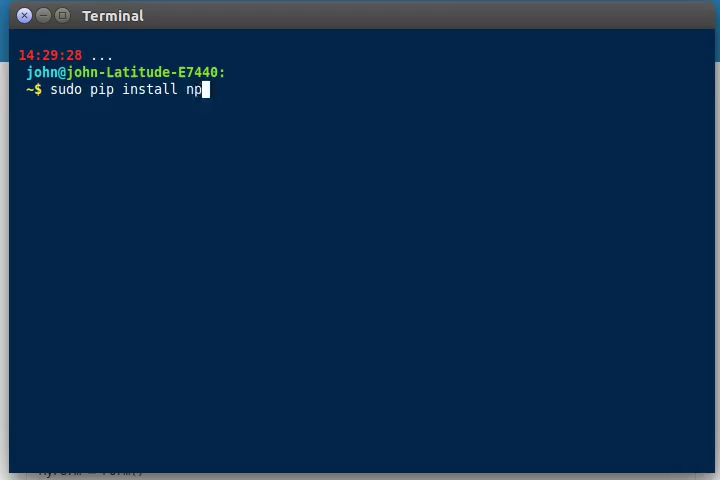 Terminal
14:29:28 ...
john@john-Latitude-E7440:
~$ sudo pip install np